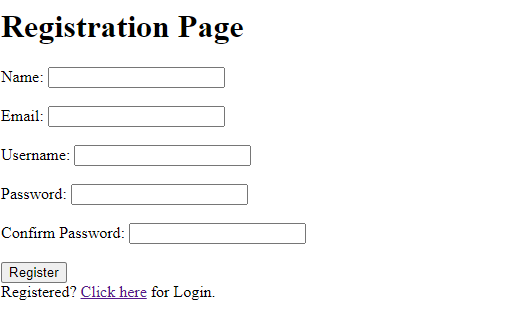 Registration Page
Name:
Email:
Username:
Password:
Confirm Password:
Register
Registered? Click here for Login.